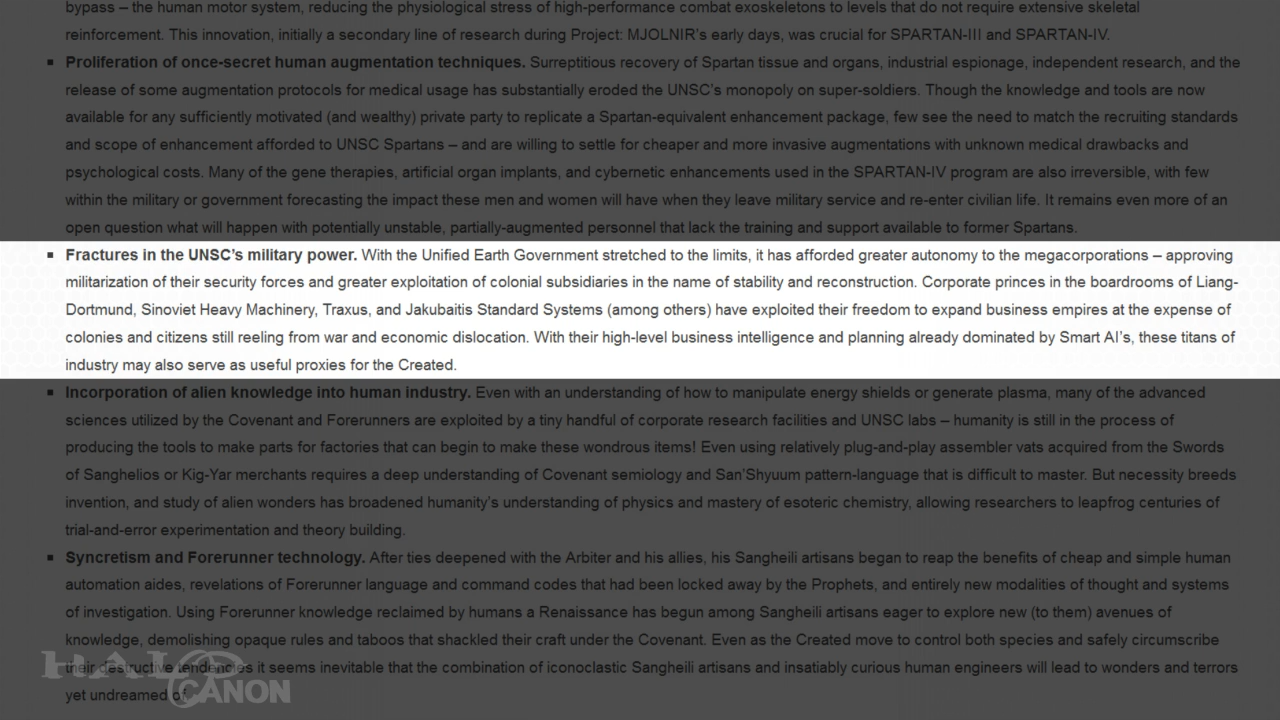 bypass – the human motor system, reducing the physiological stress of high-performance combat exoskeletons to levels that do not require extensive skeletal
reinforcement. This innovation, initially a secondary line of research during Project: MJOLNIR's early days, was crucial for SPARTAN-III and SPARTAN-IV.
▪ Proliferation of once-secret human augmentation techniques. Surreptitious recovery of Spartan tissue and organs, industrial espionage, independent research, and the
release of some augmentation protocols for medical usage has substantially eroded the UNSC's monopoly on super-soldiers. Though the knowledge and tools are now
available for any sufficiently motivated (and wealthy) private party to replicate a Spartan-equivalent enhancement package, few see the need to match the recruiting standards
and scope of enhancement afforded to UNSC Spartans – and are willing to settle for cheaper and more invasive augmentations with unknown medical drawbacks and
psychological costs. Many of the gene therapies, artificial organ implants, and cybernetic enhancements used in the SPARTAN-IV program are also irreversible, with few
within the military or government forecasting the impact these men and women will have when they leave military service and re-enter civilian life. It remains even more of an
open question what will happen with potentially unstable, partially-augmented personnel that lack the training and support available to former Spartans.
▪ Fractures in the UNSC's military power. With the Unified Earth Government stretched to the limits, it has afforded greater autonomy to the megacorporations – approving
militarization of their security forces and greater exploitation of colonial subsidiaries in the name of stability and reconstruction. Corporate princes in the boardrooms of Liang-
Dortmund, Sinoviet Heavy Machinery, Traxus, and Jakubaitis Standard Systems (among others) have exploited their freedom to expand business empires at the expense of
colonies and citizens still reeling from war and economic dislocation. With their high-level business intelligence and planning already dominated by Smart AI's, these titans of
industry may also serve as useful proxies for the Created.
▪ Incorporation of alien knowledge into human industry. Even with an understanding of how to manipulate energy shields or generate plasma, many of the advanced
sciences utilized by the Covenant and Forerunners are exploited by a tiny handful of corporate research facilities and UNSC labs – humanity is still in the process of
producing the tools to make parts for factories that can begin to make these wondrous items! Even using relatively plug-and-play assembler vats acquired from the Swords
of Sanghelios or Kig-Yar merchants requires a deep understanding of Covenant semiology and San'Shyuum pattern-language that is difficult to master. But necessity breeds
invention, and study of alien wonders has broadened humanity's understanding of physics and mastery of esoteric chemistry, allowing researchers to leapfrog centuries of
trial-and-error experimentation and theory building.
▪ Syncretism and Forerunner technology. After ties deepened with the Arbiter and his allies, his Sangheili artisans began to reap the benefits of cheap and simple human
automation aides, revelations of Forerunner language and command codes that had been locked away by the Prophets, and entirely new modalities of thought and systems
of investigation. Using Forerunner knowledge reclaimed by humans a Renaissance has begun among Sangheili artisans eager to explore new (to them) avenues of
knowledge, demolishing opaque rules and taboos that shackled their craft under the Covenant. Even as the Created move to control both species and safely circumscribe
their destructive tendencies it seems inevitable that the combination of iconoclastic Sangheili artisans and insatiably curious human engineers will lead to wonders and terrors
yet undreamed of.
HALO
CANON